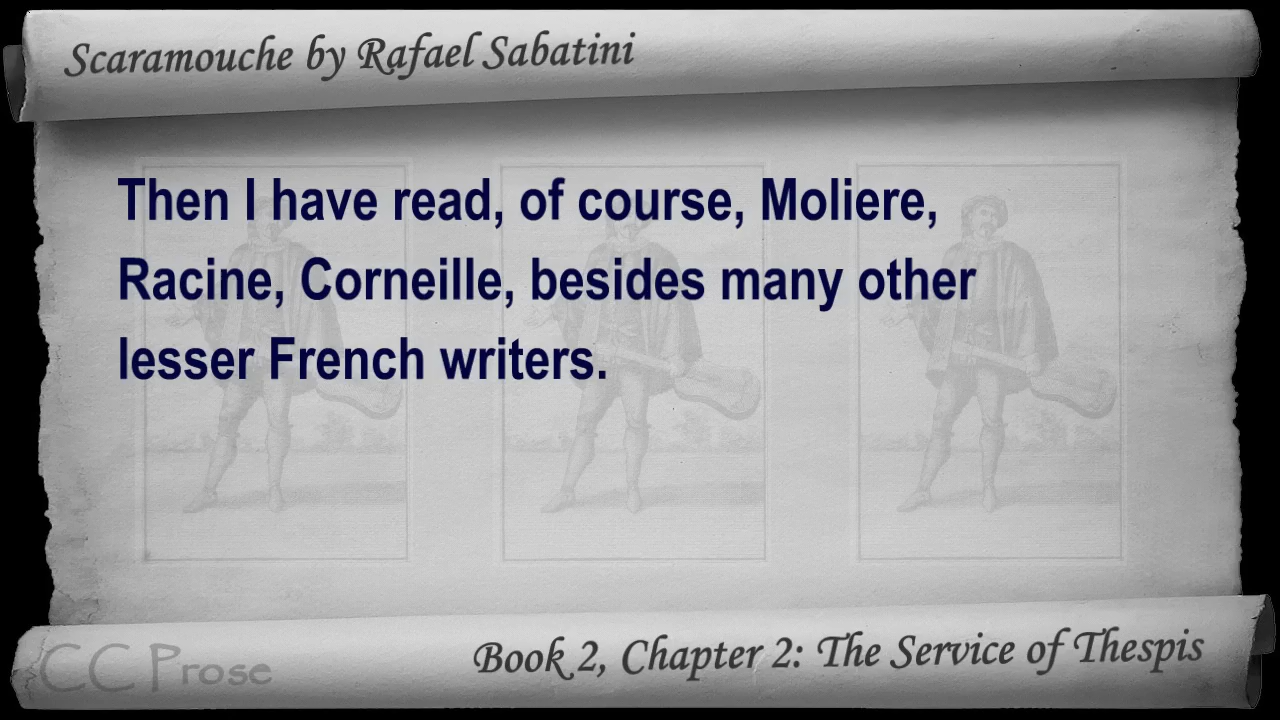 Scaramouche by Rafael Sabatini
Then I have read, of course, Moliere,
Racine, Corneille, besides many other
lesser French writers.
CC Prose
Book 2, Chapter 2: The Service of Thespis